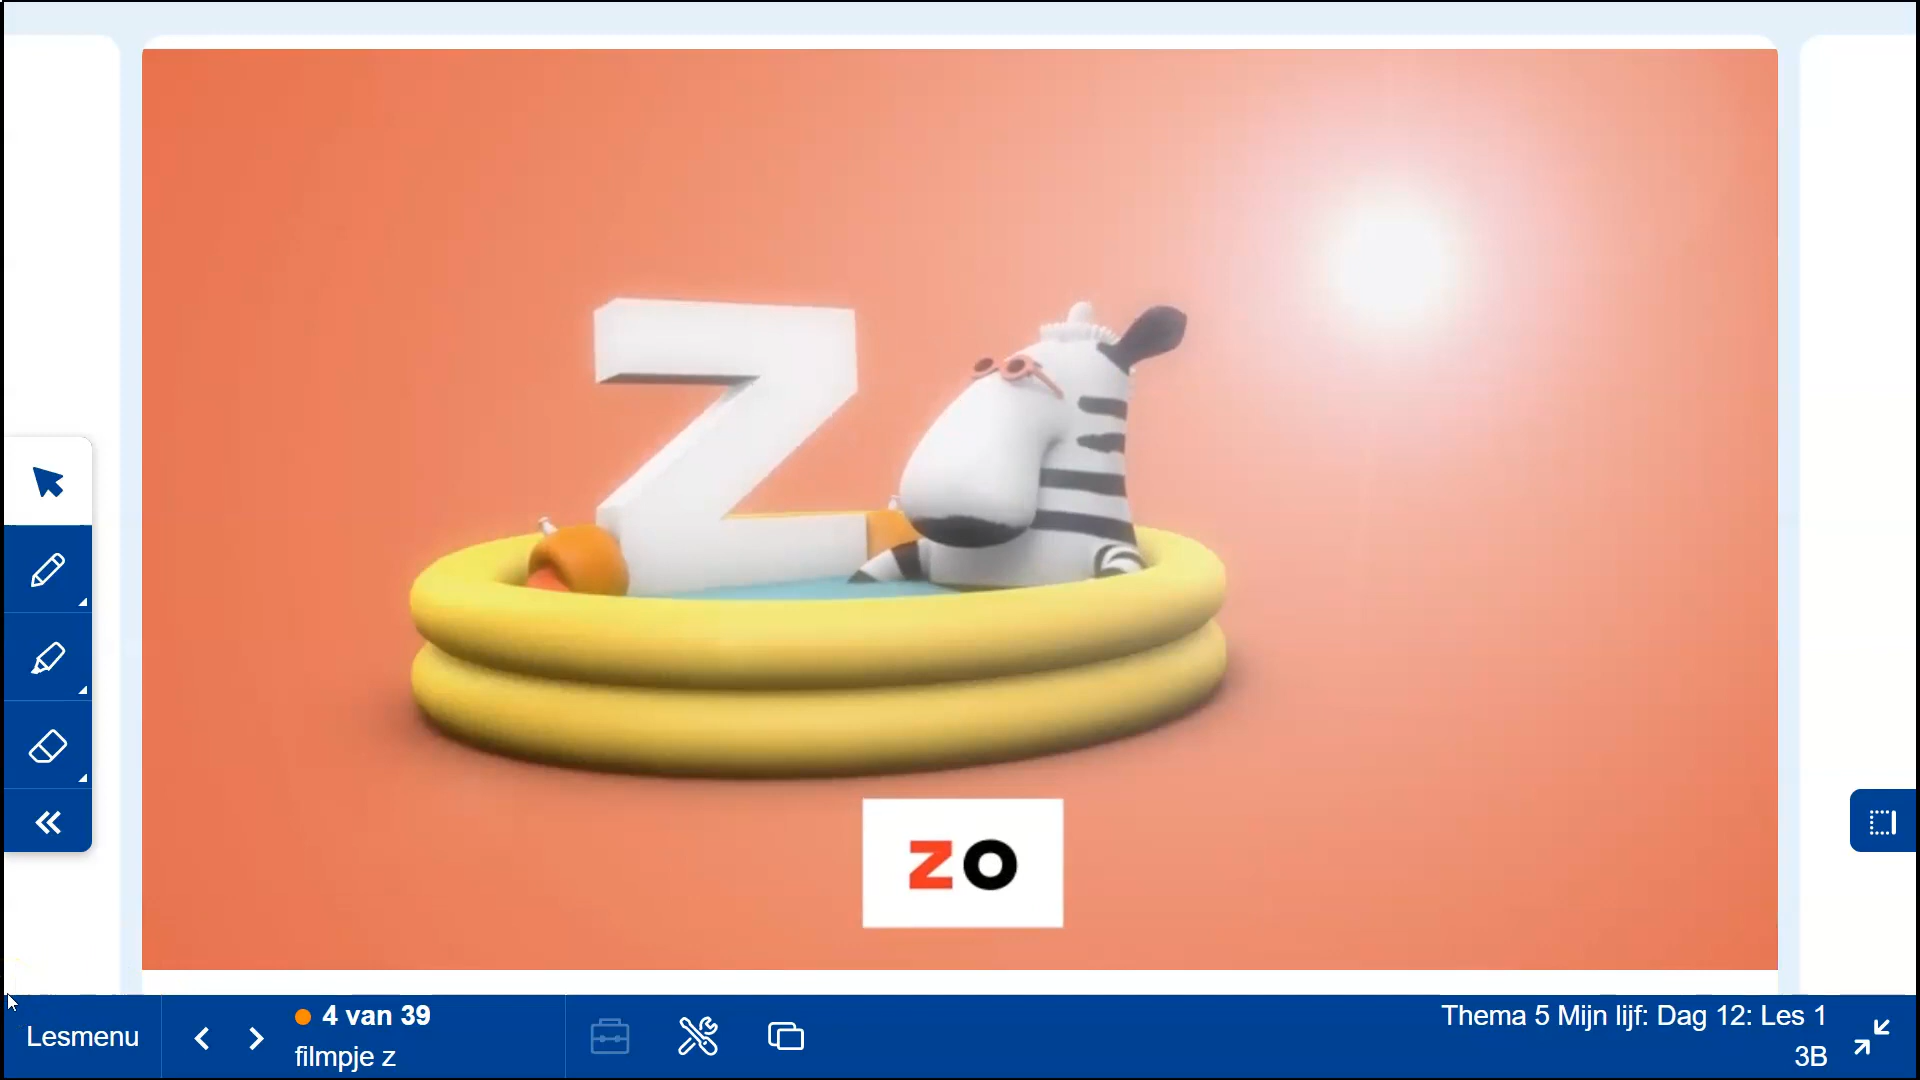 Z
zo
Lesmenu
4 van 39
filmpje z
Thema 5 Mijn lijf: Dag 12: Les 1
3B